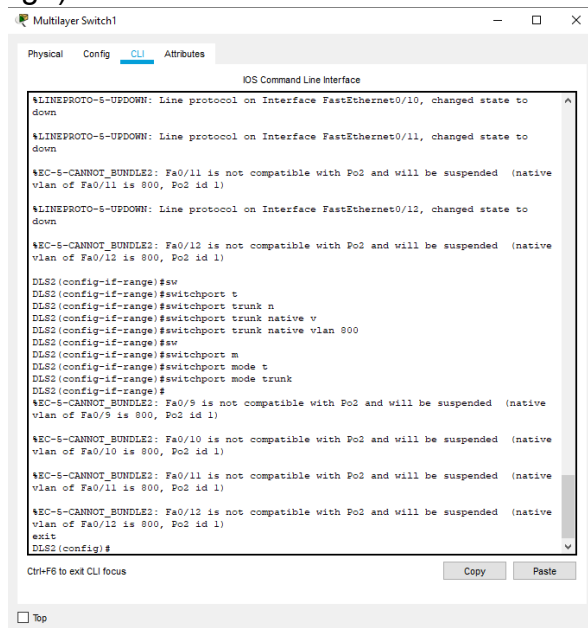 Multilayer Switch1
Physical Config CLI Attributes
IOS Command Line Interface
%LINEPROTO-5-UPDOWN: Line protocol on Interface FastEthernet0/10, changed state to
down
%LINEPROTO-5-UPDOWN: Line protocol on Interface FastEthernet0/11, changed state to
down
%EC-5-CANNOT_BUNDLE2: Fa0/11 is not compatible with Po2 and will be suspended (native
vlan of Fa0/11 is 800, Po2 id 1)
%LINEPROTO-5-UPDOWN: Line protocol on Interface FastEthernet0/12, changed state to
down
%EC-5-CANNOT_BUNDLE2: Fa0/12 is not compatible with Po2 and will be suspended (native
vlan of Fa0/12 is 800, Po2 id 1)
DLS2(config-if-range)#sw
DLS2(config-if-range)#switchport t
DLS2(config-if-range)#switchport trunk n
DLS2(config-if-range)#switchport trunk native v
DLS2(config-if-range)#switchport trunk native vlan 800
DLS2(config-if-range)#sw
DLS2(config-if-range)#switchport m
DLS2(config-if-range)#switchport mode t
DLS2(config-if-range)#switchport mode trunk
DLS2(config-if-range)#
%EC-5-CANNOT_BUNDLE2: Fa0/9 is not compatible with Po2 and will be suspended (native
vlan of Fa0/9 is 800, Po2 id 1)
%EC-5-CANNOT_BUNDLE2: Fa0/10 is not compatible with Po2 and will be suspended (native
vlan of Fa0/10 is 800, Po2 id 1)
%EC-5-CANNOT_BUNDLE2: Fa0/11 is not compatible with Po2 and will be suspended (native
vlan of Fa0/11 is 800, Po2 id 1)
%EC-5-CANNOT_BUNDLE2: Fa0/12 is not compatible with Po2 and will be suspended (native
vlan of Fa0/12 is 800, Po2 id 1)
exit
DLS2(config)#
Ctrl+F6 to exit CLI focus
Copy Paste
Top